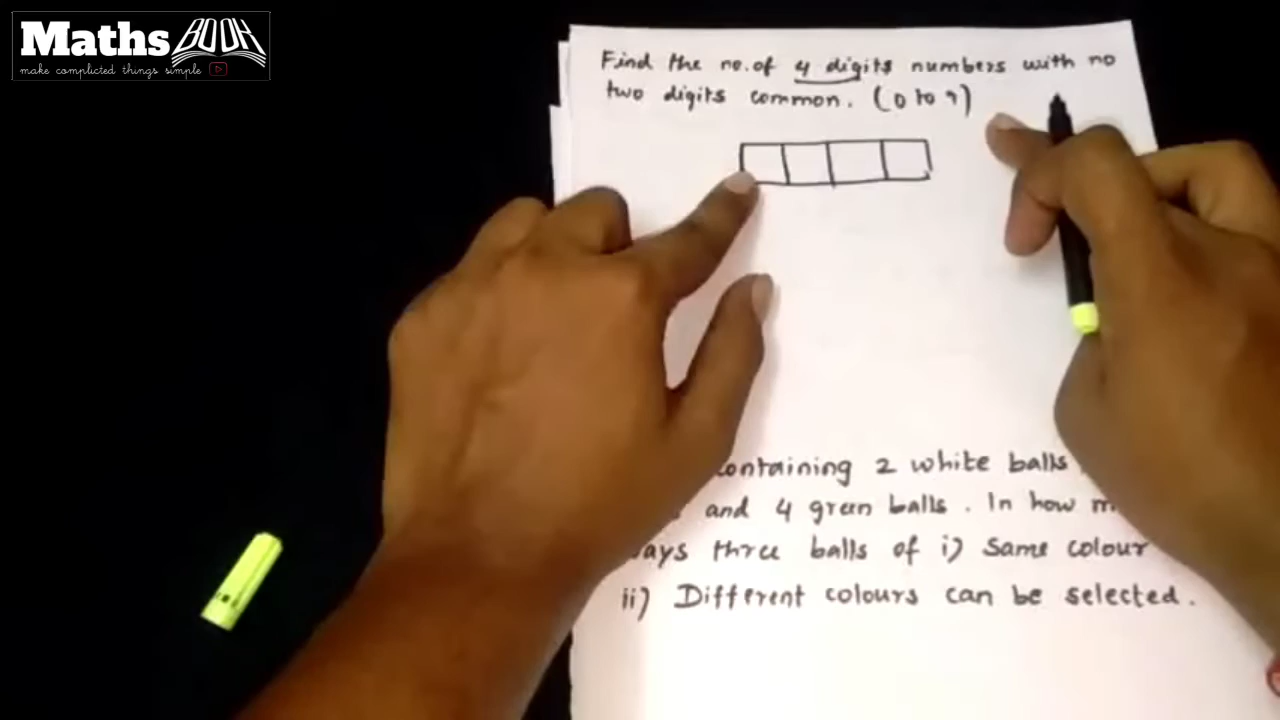 Maths BOOK
make complicted things simple
Find the no. of 4 digits numbers with no
two digits common. (0 to 9)
containing 2 white balls
and 4 green balls. In how
ways three balls of i) Same colour
ii) Different colours can be selected.